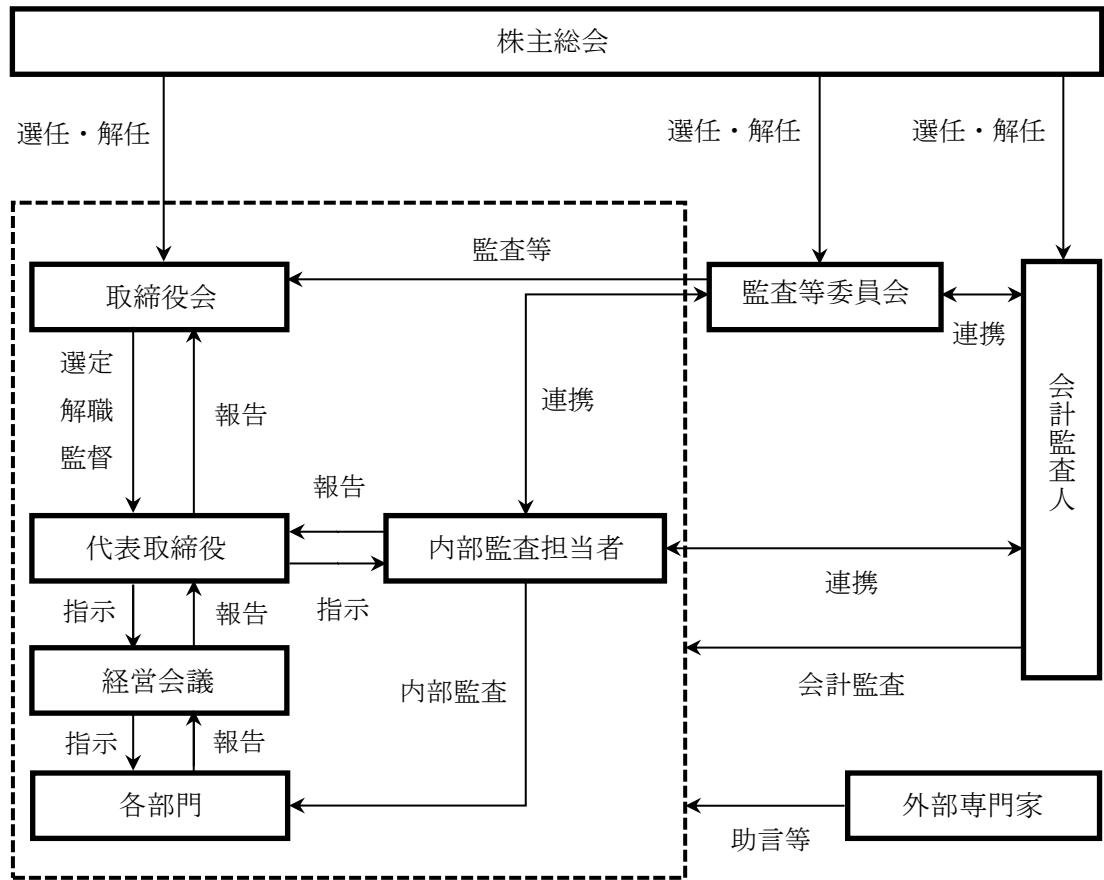 株主総会
選任・解任
選任・解任
選任・解任
監査等
取締役会
監査等委員会
連携
選定
解職
監督
報告
連携
会計監査人
報告
代表取締役
内部監査担当者
指示
報告
指示
連携
経営会議
内部監査
会計監査
指示
報告
各部門
外部専門家
助言等